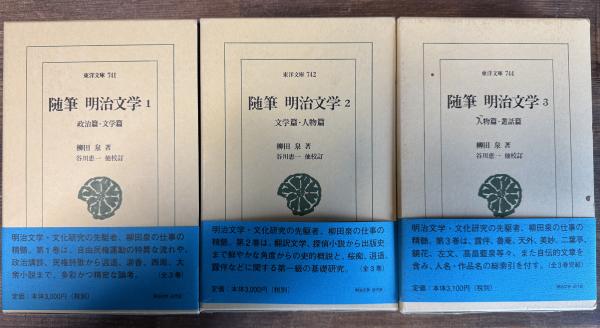 東洋文庫 741
随筆 明治文学 1
政治篇・文学篇
柳田 泉 著
谷川恵一 他校訂
明治文学・文化研究の先駆者、柳田泉の仕事の
精髄。第1巻は、自由民権運動の特異な流れや、
政治講談、民権熱歌から逍遥、涙香、西鶴、大
衆小説まで、多彩かつ精密な論考。(全3巻)
定価:本体3,000円(税別)
東洋文庫 742
随筆 明治文学 2
文学篇・人物篇
柳田 泉 著
谷川恵一 他校訂
明治文学・文化研究の先駆者、柳田泉の仕事の
精髄。第2巻は、翻訳文学、探偵小説から出版史
まで鮮やかな角度からの史的概説と、桜痴、逍遥、
露伴などに関する第一級の基礎研究。(全3巻)
定価:本体3,000円(税別)
東洋文庫 744
随筆 明治文学 3
人物篇・叢話篇
柳田 泉 著
谷川恵一 他校訂
明治文学・文化研究の先駆者、柳田泉の仕事の
精髄。第3巻は、露伴、魯庵、天外、美妙、二葉亭、
鏡花、左文、高畠藍泉等々、また自伝的文章を
含み、人名・作品名の総索引を付す。(全3巻完結)
定価:本体3,100円(税別)